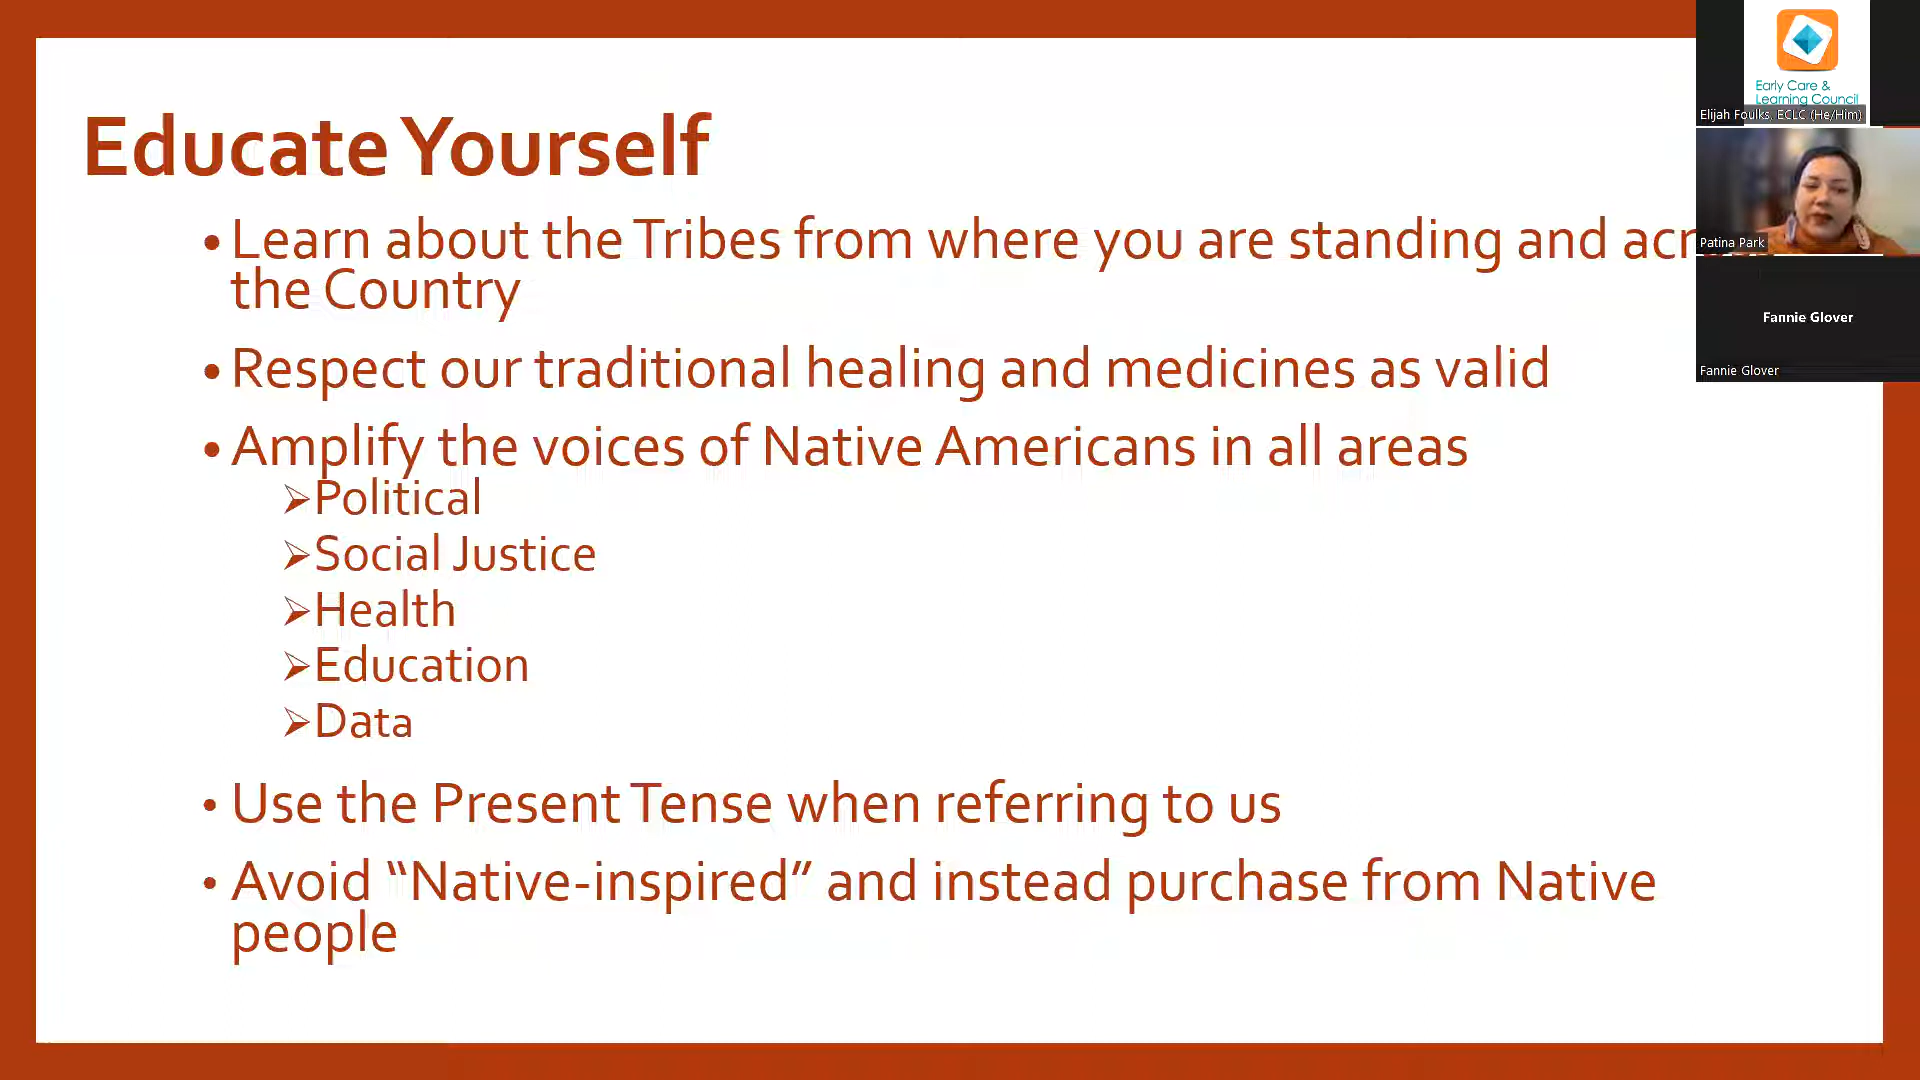 Educate Yourself
• Learn about the Tribes from where you are standing and
the Country
• Respect our traditional healing and medicines as valid
• Amplify the voices of Native Americans in all areas
➢Political
➢Social Justice
➢Health
➢Education
➢Data
• Use the Present Tense when referring to us
• Avoid “Native-inspired” and instead purchase from Native
people
Early Care &
Learning Council
Elijah Foulks, ECLC (He/Him)
Patina Park
Fannie Glover
Fannie Glover